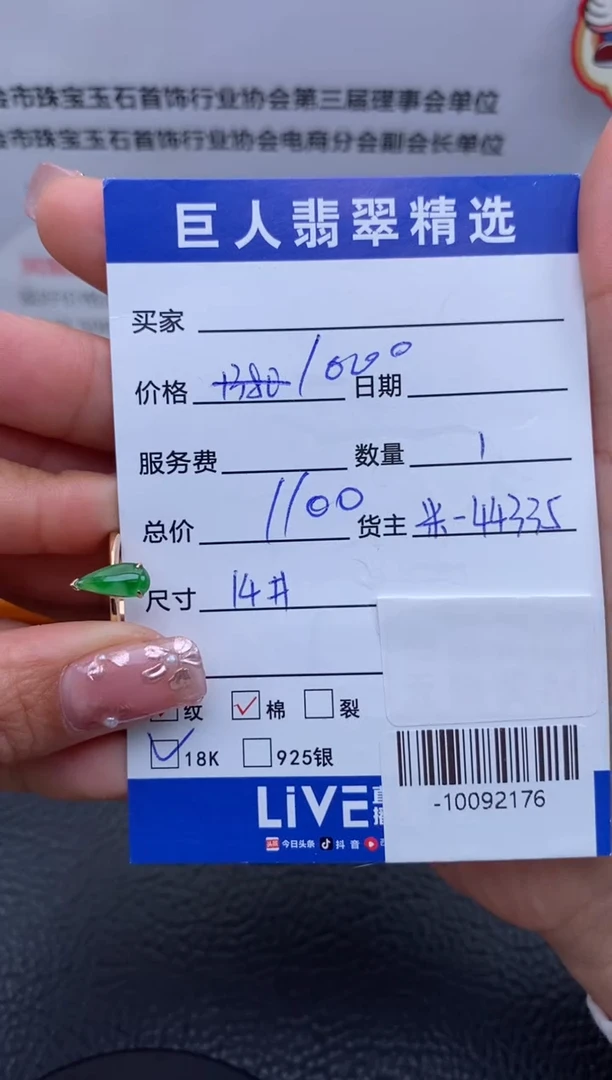 会市珠宝玉石首饰行业协会第三届理事会单位
会市珠宝玉石首饰行业协会电商分会副会长单位
巨人翡翠精选
买家
价格 1380 1000 日期
服务费 数量 1
总价 1100 货主 米-44335
尺寸 14#
纹 棉 裂
18K 925银
-10092176
LiVE 直播
今日头条 抖音